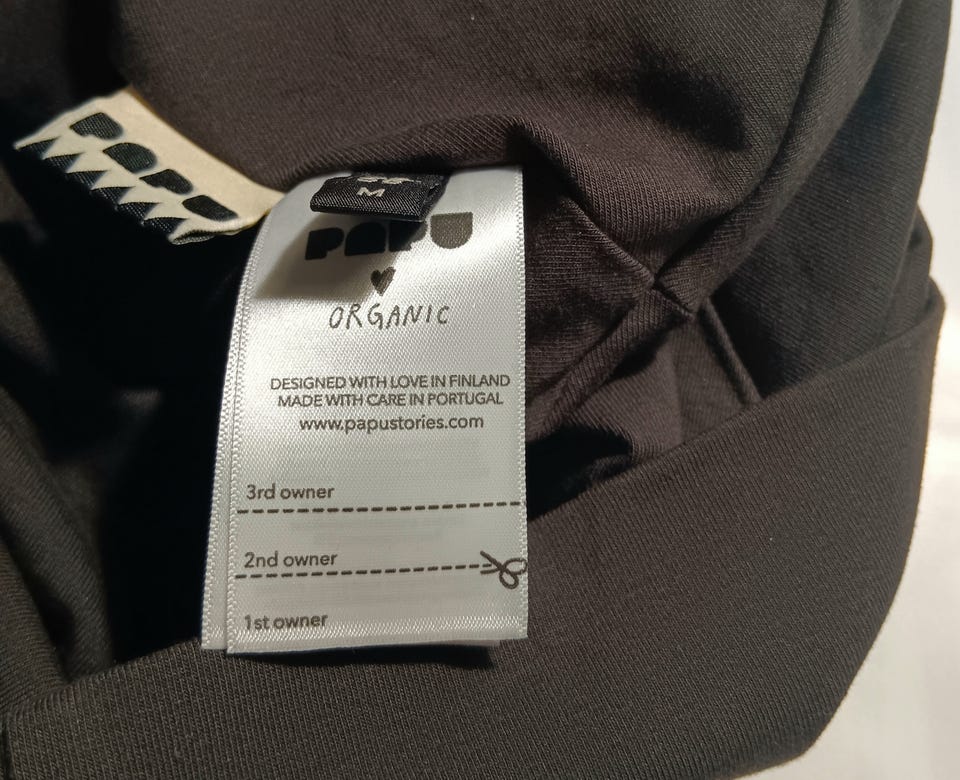 PAPU
M
PAPU
ORGANIC
DESIGNED WITH LOVE IN FINLAND
MADE WITH CARE IN PORTUGAL
www.papustories.com
3rd owner
2nd owner
1st owner